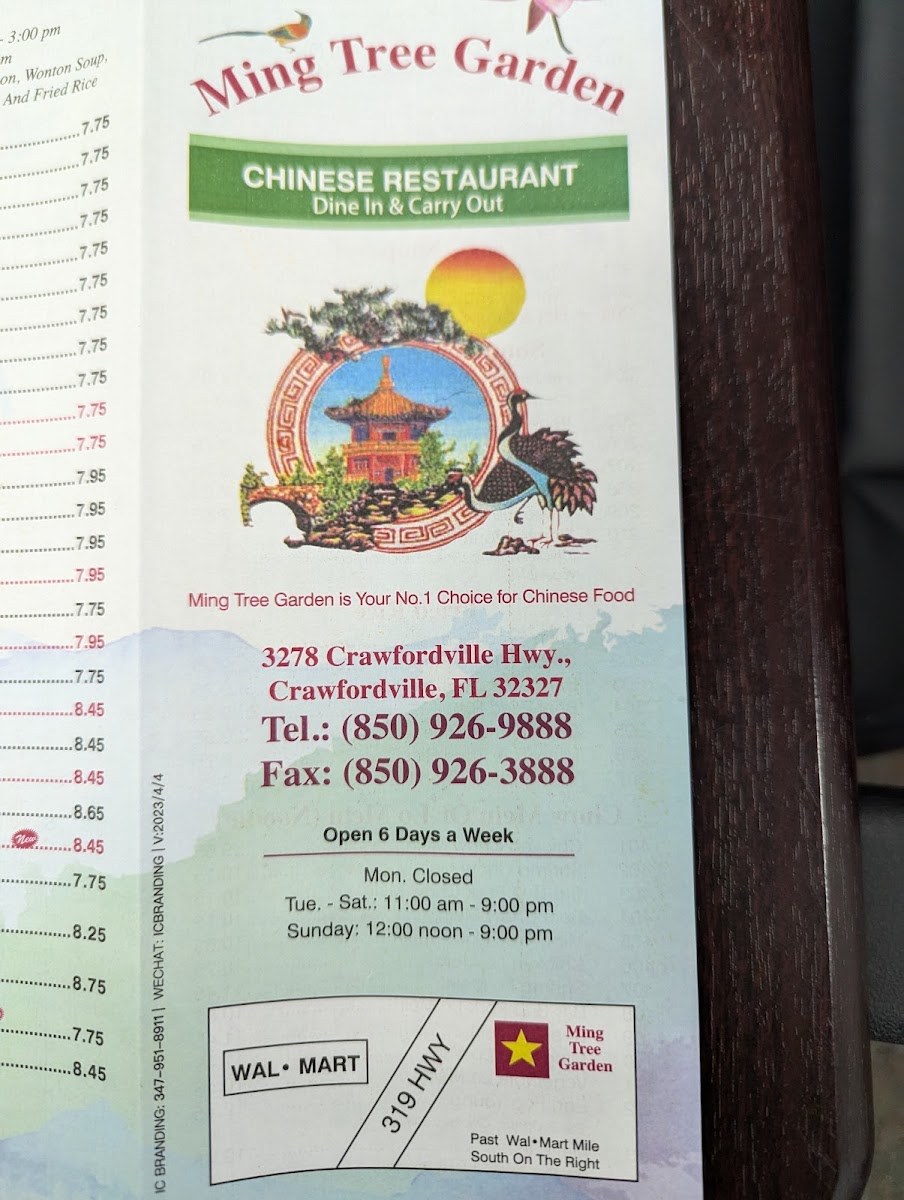 - 3:00 pm
m
on, Wonton Soup,
And Fried Rice
7.75
7.75
7.75
7.75
7.75
7.75
7.75
7.75
7.75
7.75
7.75
7.95
7.95
7.95
7.95
7.75
7.95
7.75
8.45
8.45
8.45
8.65
New 8.45
7.75
8.25
8.75
7.75
8.45
IC BRANDING: 347-951-8911 | WECHAT: ICBRANDING | V:2023/4/4
Ming Tree Garden
CHINESE RESTAURANT
Dine In & Carry Out
Ming Tree Garden is Your No.1 Choice for Chinese Food
3278 Crawfordville Hwy.,
Crawfordville, FL 32327
Tel.: (850) 926-9888
Fax: (850) 926-3888
Open 6 Days a Week
Mon. Closed
Tue. - Sat.: 11:00 am - 9:00 pm
Sunday: 12:00 noon - 9:00 pm
WAL• MART
319 HWY
Ming
Tree
Garden
Past Wal•Mart Mile
South On The Right